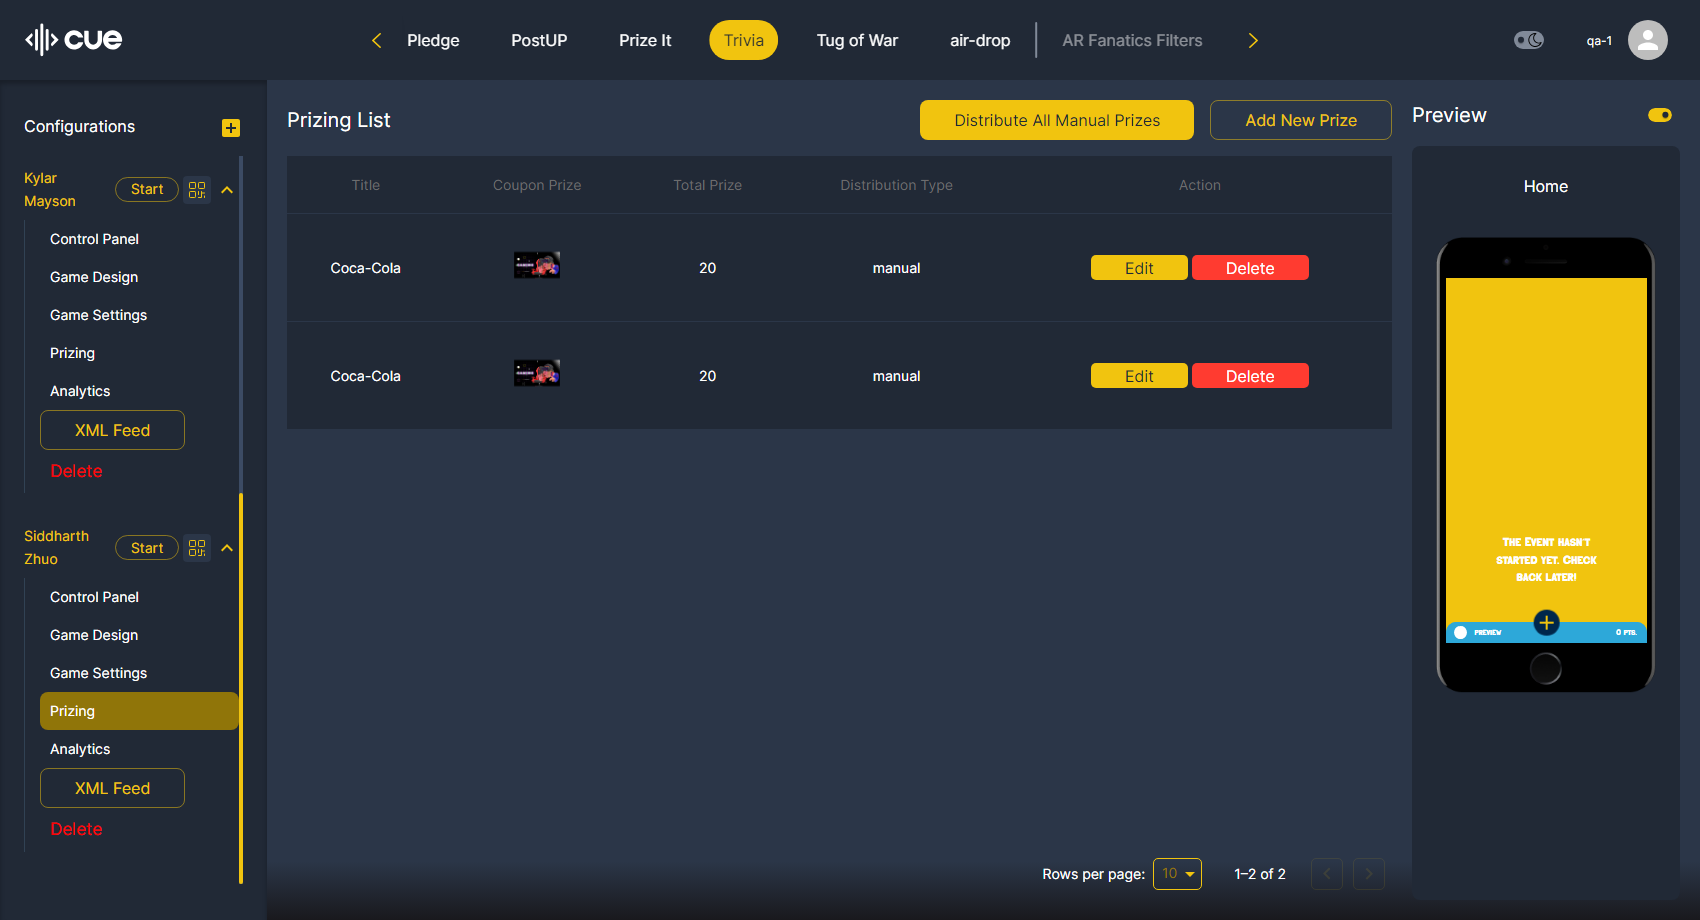 cue
Pledge
PostUP
Prize It
Trivia
Tug of War
air-drop
AR Fanatics Filters
qa-1
Configurations
Kylar
Mayson
Start
Control Panel
Game Design
Game Settings
Prizing
Analytics
XML Feed
Delete
Siddharth
Zhuo
Start
Control Panel
Game Design
Game Settings
Prizing
Analytics
XML Feed
Delete
Prizing List
Distribute All Manual Prizes
Add New Prize
Title
Coupon Prize
Total Prize
Distribution Type
Action
Coca-Cola
20
manual
Edit
Delete
Coca-Cola
20
manual
Edit
Delete
Rows per page:
10
1–2 of 2
Preview
Home
The Event hasn't
started yet. Check
back later!
PREVIEW
0 PTS.